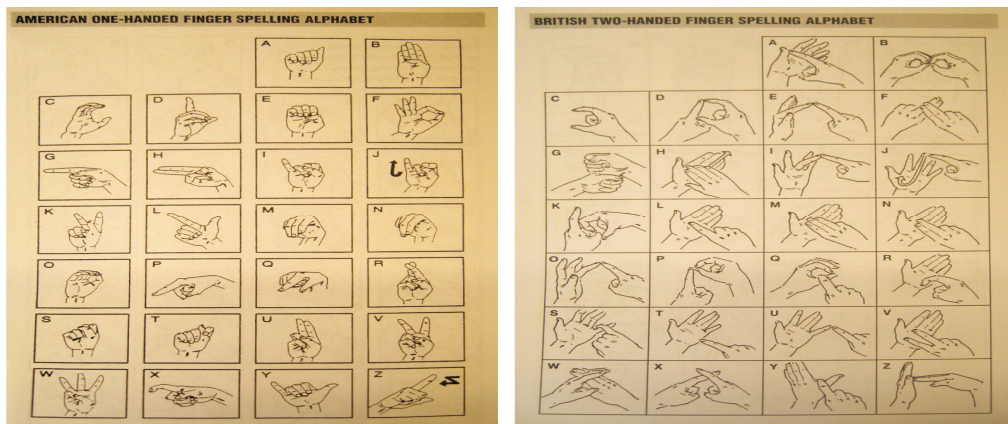 AMERICAN ONE-HANDED FINGER SPELLING ALPHABET
A B
C D E F
G H I J
K L M N
O P Q R
S T U V
W X Y Z
BRITISH TWO-HANDED FINGER SPELLING ALPHABET
A B
C D E F
G H I J
K L M N
O P Q R
S T U V
W X Y Z